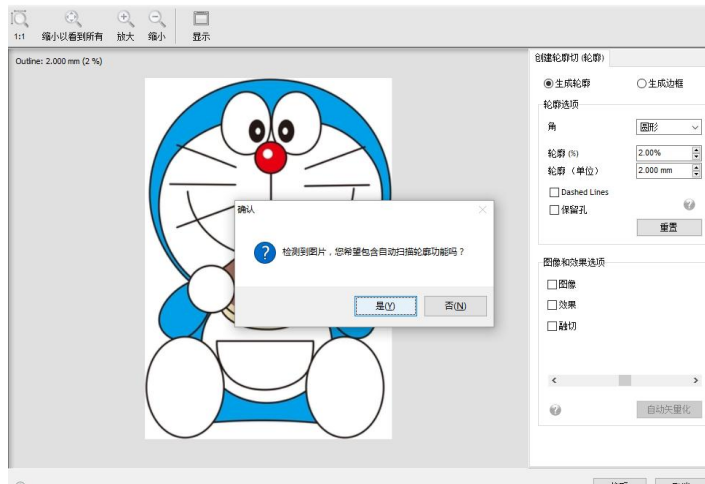 1:1 缩小以看到所有 放大 缩小 显示
Outline: 2.000 mm (2 %)
创建轮廓切 (轮廓)
生成轮廓 生成边框
轮廓选项
角 圆形
轮廓 (%) 2.00%
轮廓（单位） 2.000 mm
Dashed Lines
保留孔
重置
确认
检测到图片，您希望包含自动扫描轮廓功能吗？
是(Y) 否(N)
图像和效果选项
图像
效果
融切
自动矢量化